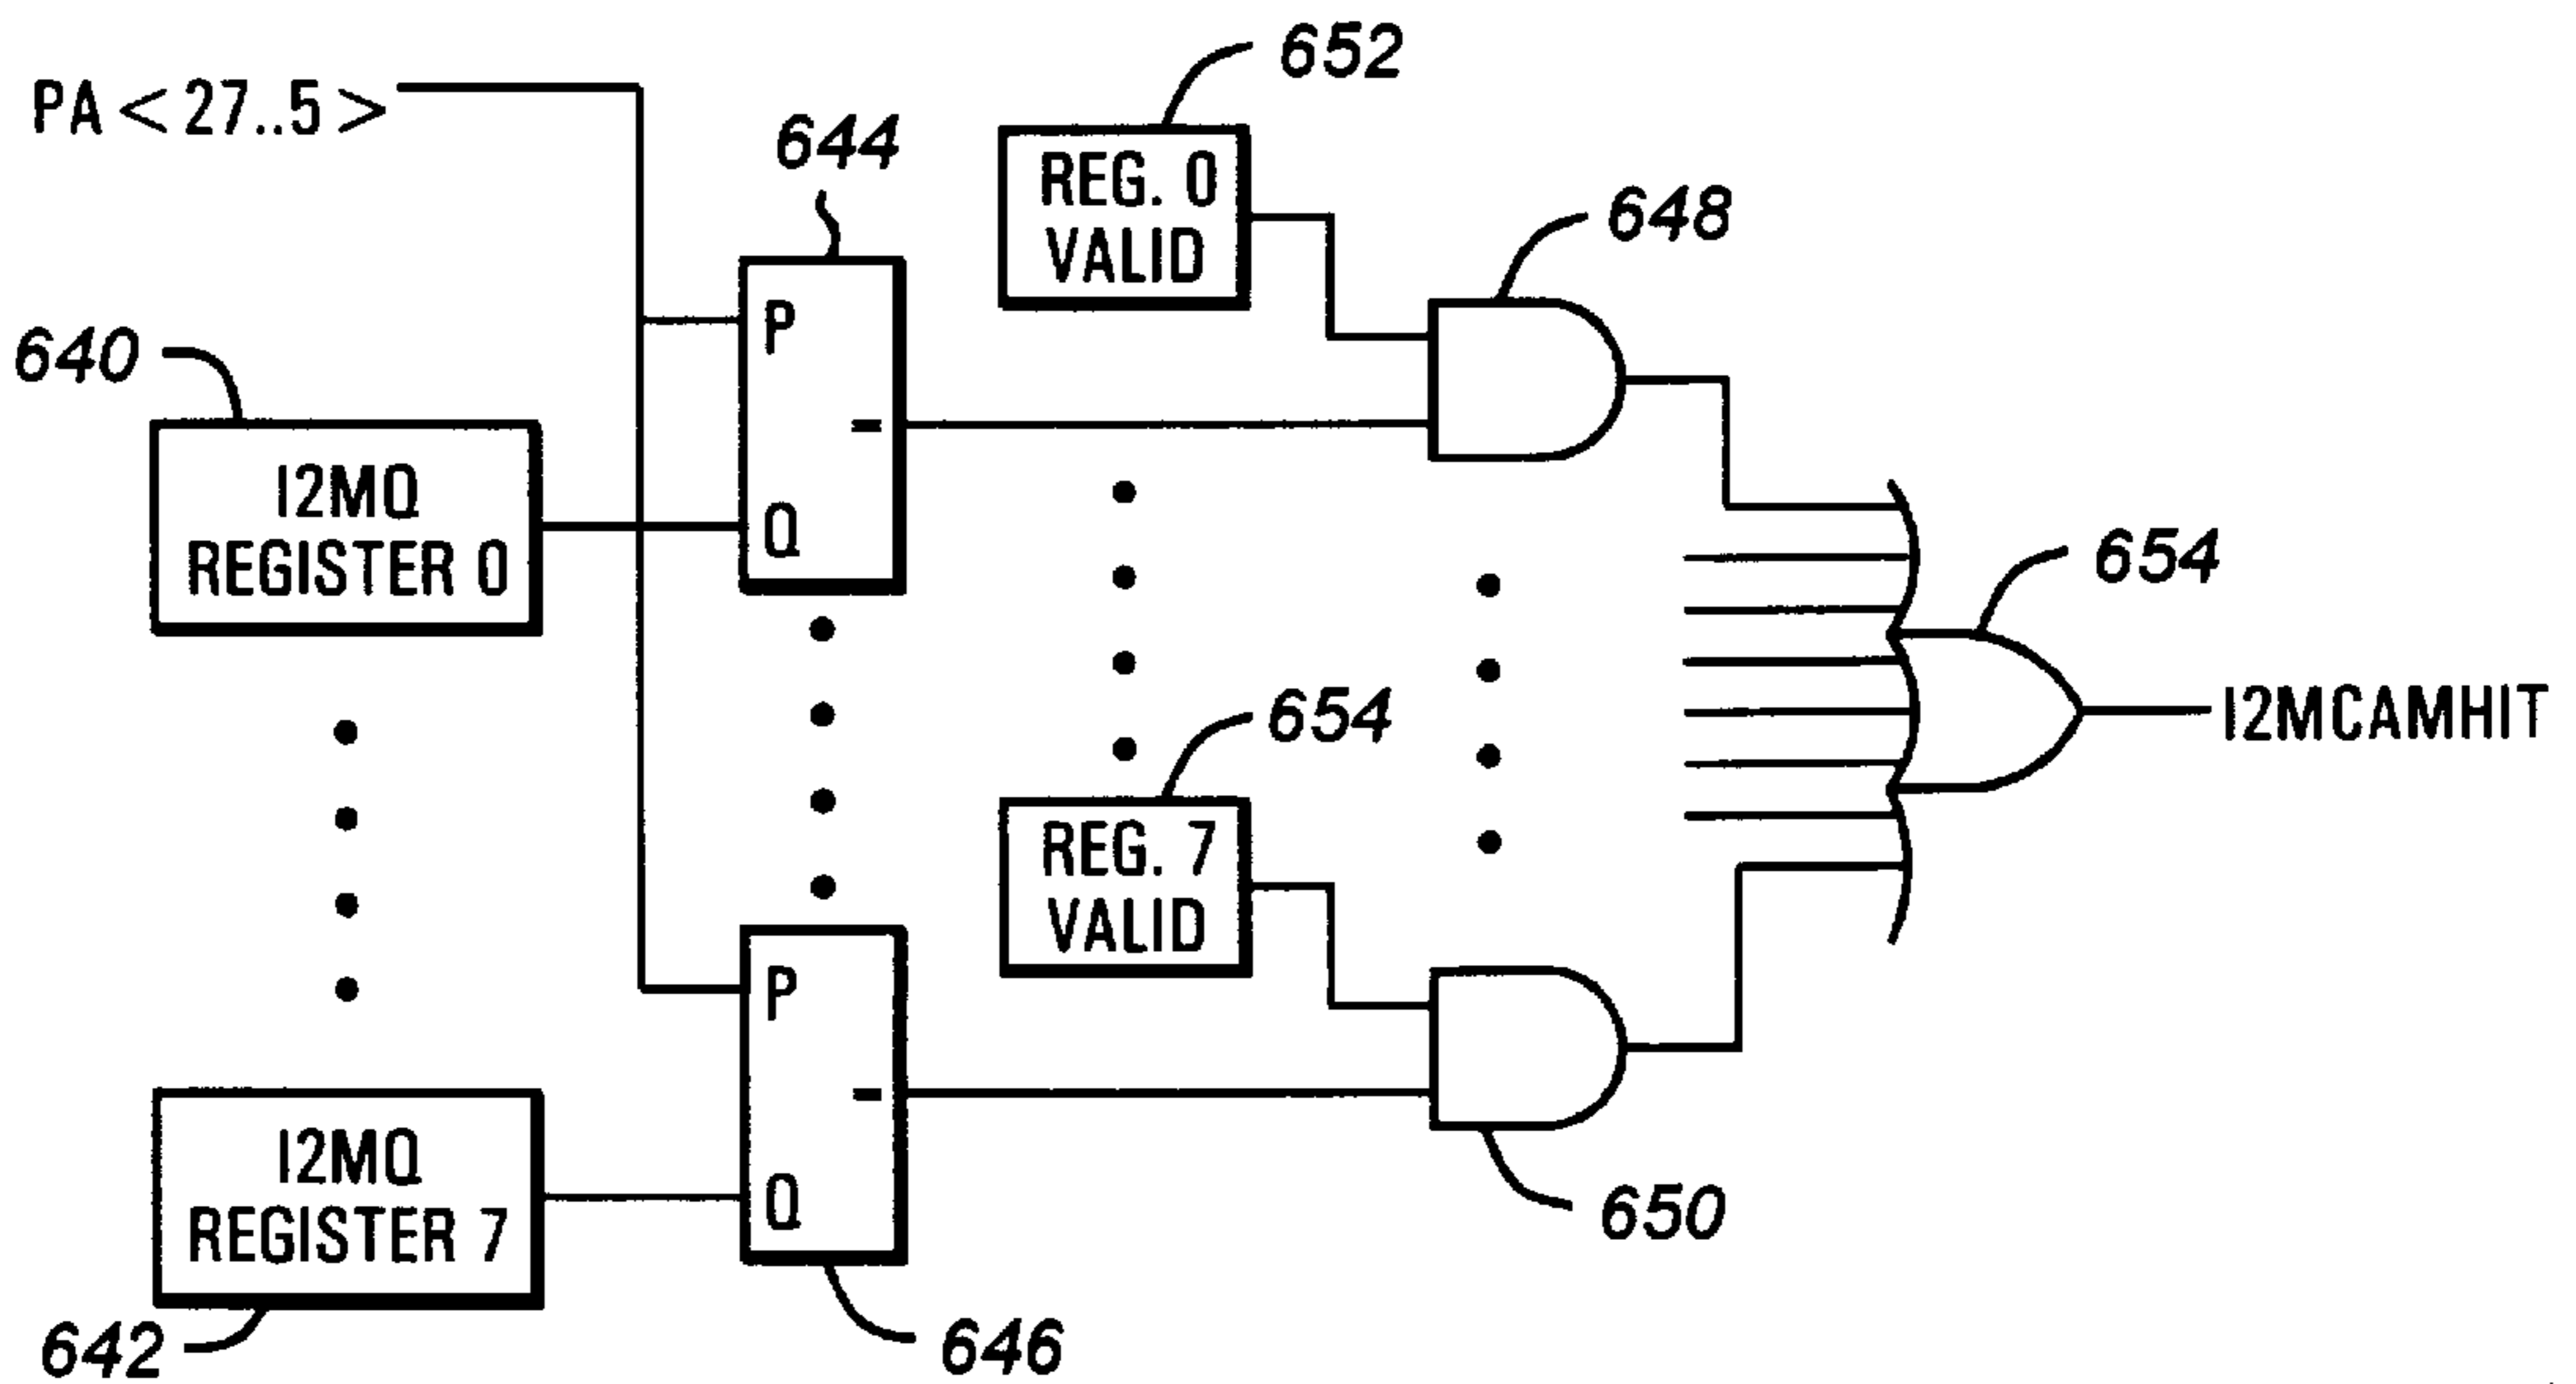 652
PA < 27..5 >
644
REG. 0
VALID
648
640
P
=
Q
I2MQ
REGISTER 0
654
654
I2MCAMHIT
REG. 7
VALID
P
=
Q
I2MQ
REGISTER 7
650
642
646